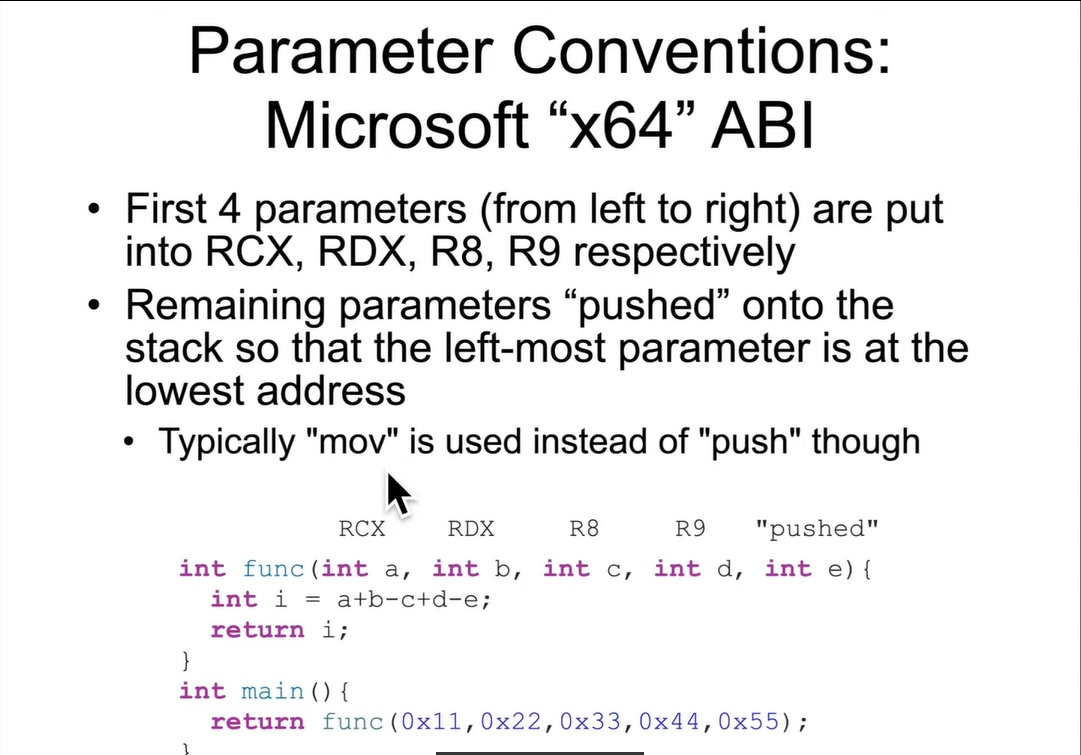 Parameter Conventions:
Microsoft “x64” ABI
• First 4 parameters (from left to right) are put
into RCX, RDX, R8, R9 respectively
• Remaining parameters “pushed” onto the
stack so that the left-most parameter is at the
lowest address
• Typically "mov" is used instead of "push" though
RCX RDX R8 R9 "pushed"
int func(int a, int b, int c, int d, int e){
int i = a+b-c+d-e;
return i;
}
int main(){
return func(0x11,0x22,0x33,0x44,0x55);
}